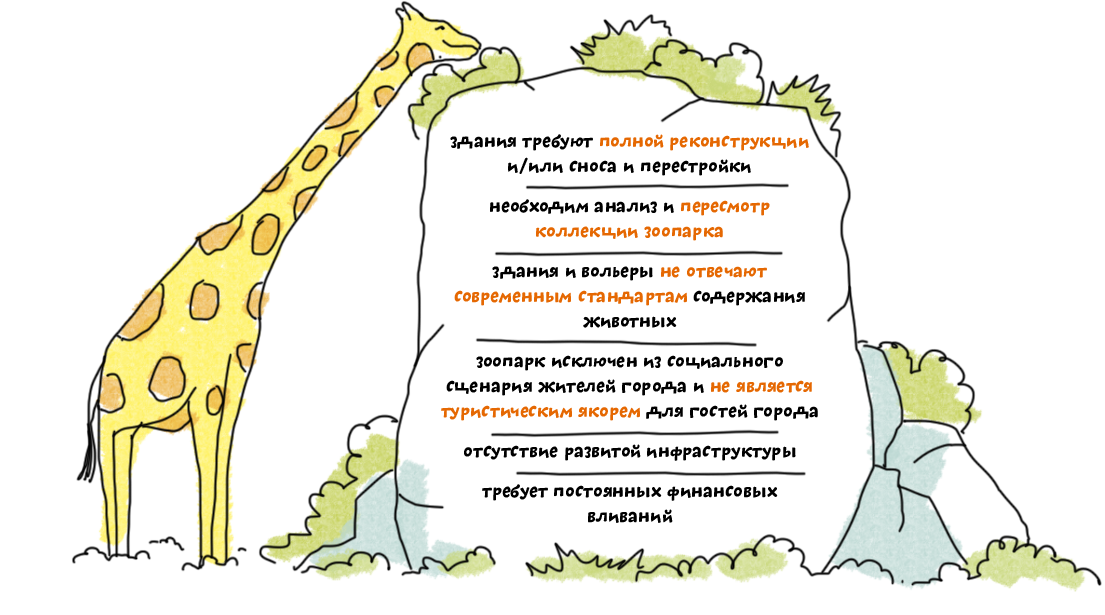 здания требуют полной реконструкции
и/или сноса и перестройки
необходим анализ и пересмотр
коллекции зоопарка
здания и вольеры не отвечают
современным стандартам содержания
животных
зоопарк исключен из социального
сценария жителей города и не является
туристическим якорем для гостей города
отсутствие развитой инфраструктуры
требует постоянных финансовых
вливаний